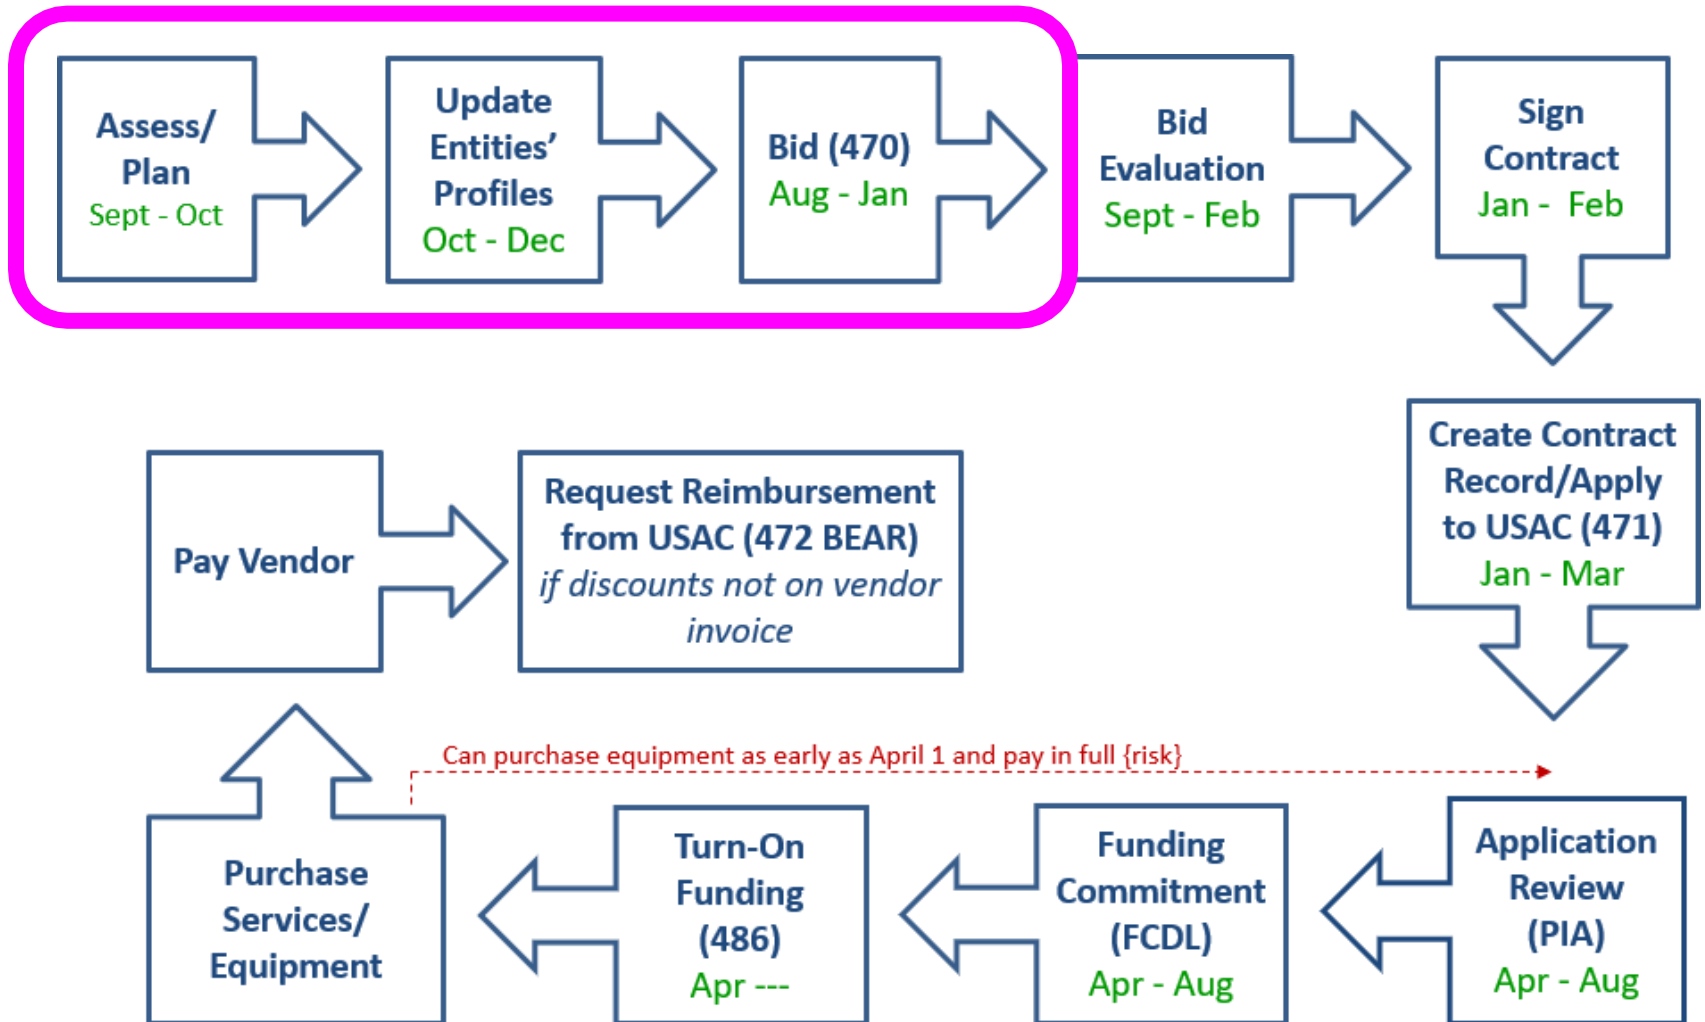 Assess/
Plan
Sept - Oct
Update
Entities’
Profiles
Oct - Dec
Bid (470)
Aug - Jan
Bid
Evaluation
Sept - Feb
Sign
Contract
Jan - Feb
Create Contract
Record/Apply
to USAC (471)
Jan - Mar
Application
Review
(PIA)
Apr - Aug
Funding
Commitment
(FCDL)
Apr - Aug
Turn-On
Funding
(486)
Apr ---
Can purchase equipment as early as April 1 and pay in full {risk}
Purchase
Services/
Equipment
Pay Vendor
Request Reimbursement
from USAC (472 BEAR)
if discounts not on vendor
invoice